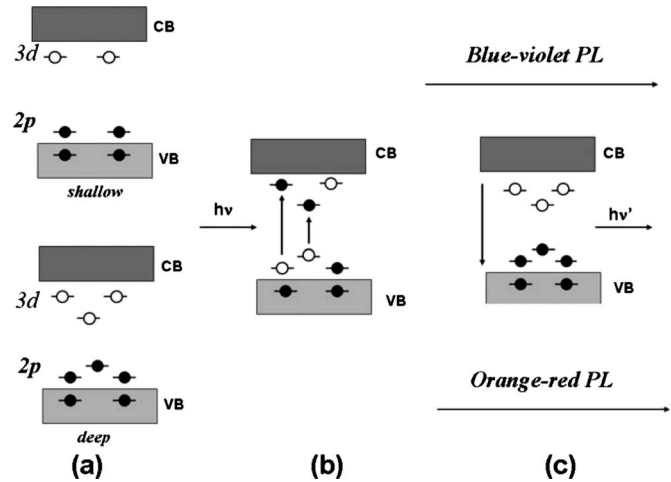 CB
3d
2p
VB
shallow
CB
3d
2p
VB
deep
(a)
hν
CB
VB
(b)
Blue-violet PL
CB
hν'
VB
Orange-red PL
(c)